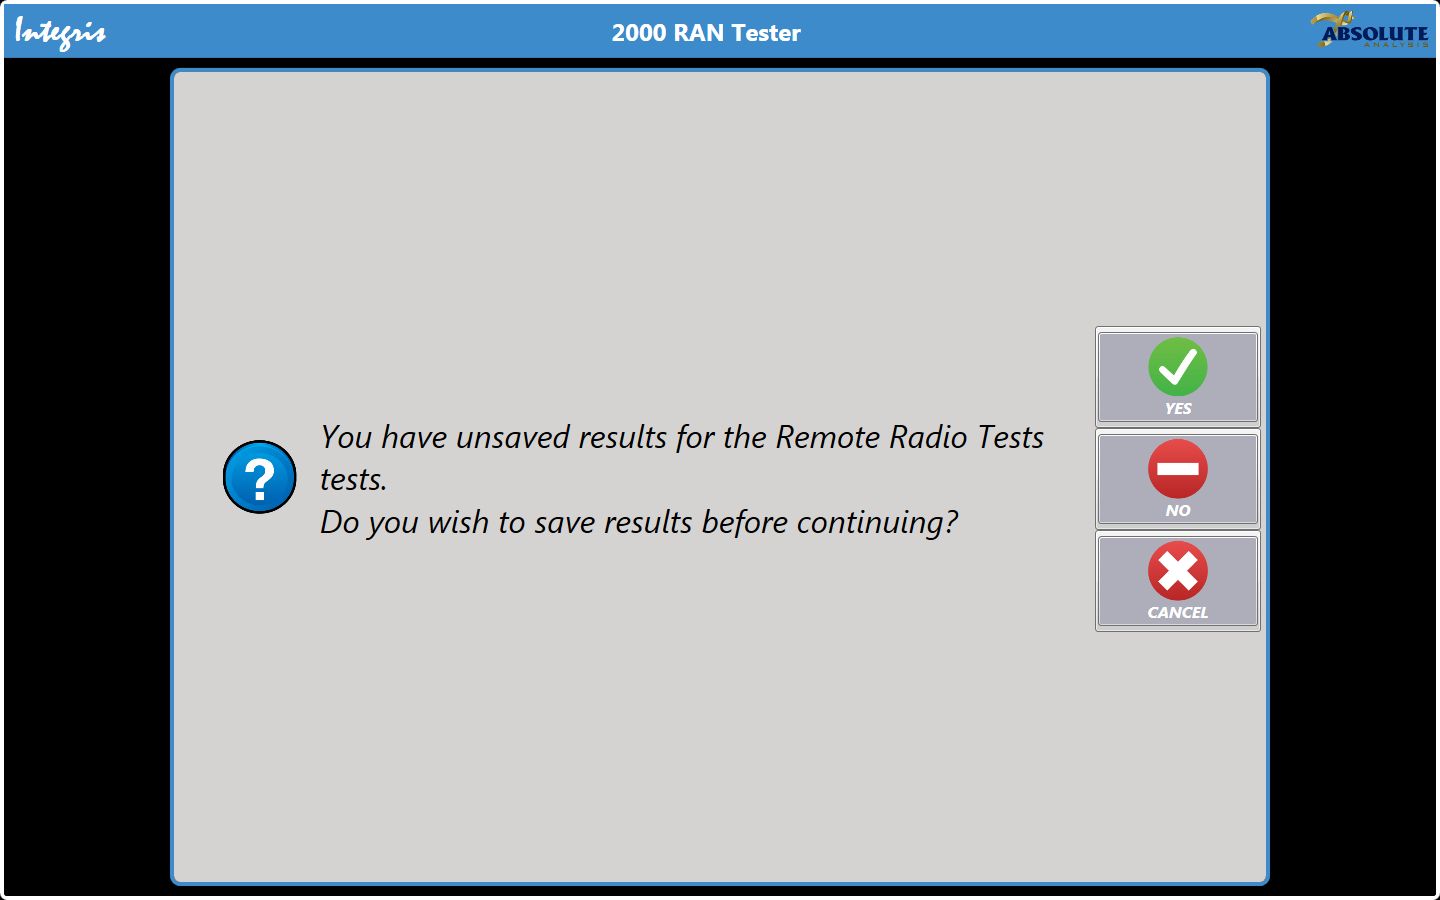 Integris
2000 RAN Tester
ABSOLUTE
ANALYSIS
You have unsaved results for the Remote Radio Tests
tests.
Do you wish to save results before continuing?
YES
NO
CANCEL